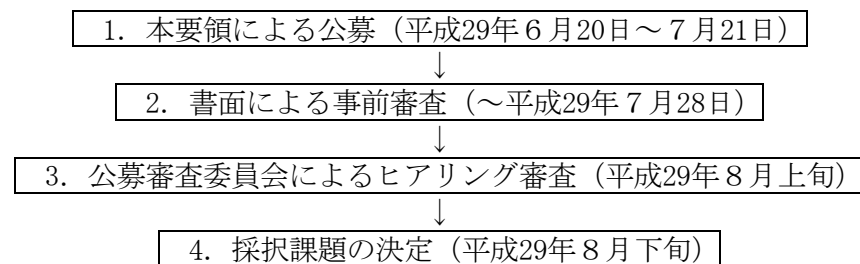 1. 本要領による公募（平成29年６月20日～７月21日）
↓
2. 書面による事前審査（～平成29年７月28日）
↓
3. 公募審査委員会によるヒアリング審査（平成29年８月上旬）
↓
4. 採択課題の決定（平成29年８月下旬）